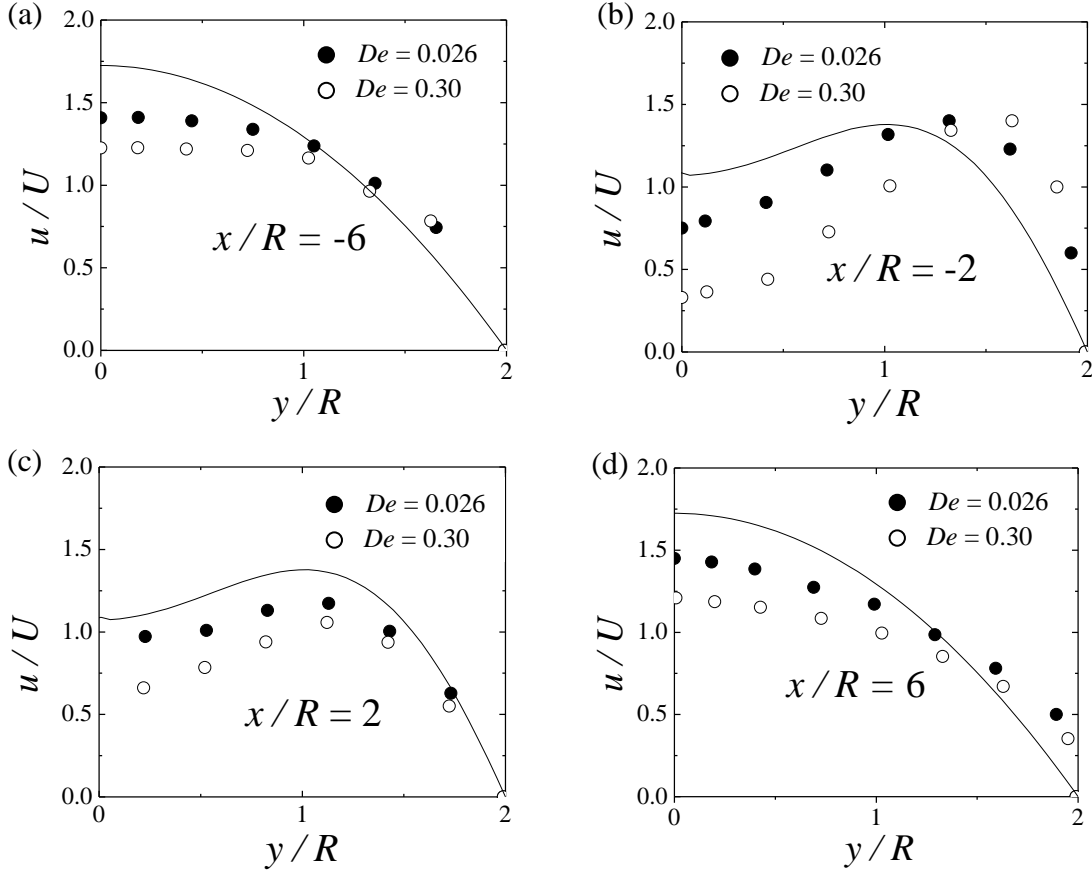 (a)
2.0
1.5
1.0
0.5
0.0
u / U
De = 0.026
De = 0.30
x / R = -6
0
1
2
y / R
(b)
2.0
1.5
1.0
0.5
0.0
u / U
De = 0.026
De = 0.30
x / R = -2
0
1
2
y / R
(c)
2.0
1.5
1.0
0.5
0.0
u / U
De = 0.026
De = 0.30
x / R = 2
0
1
2
y / R
(d)
2.0
1.5
1.0
0.5
0.0
u / U
De = 0.026
De = 0.30
x / R = 6
0
1
2
y / R